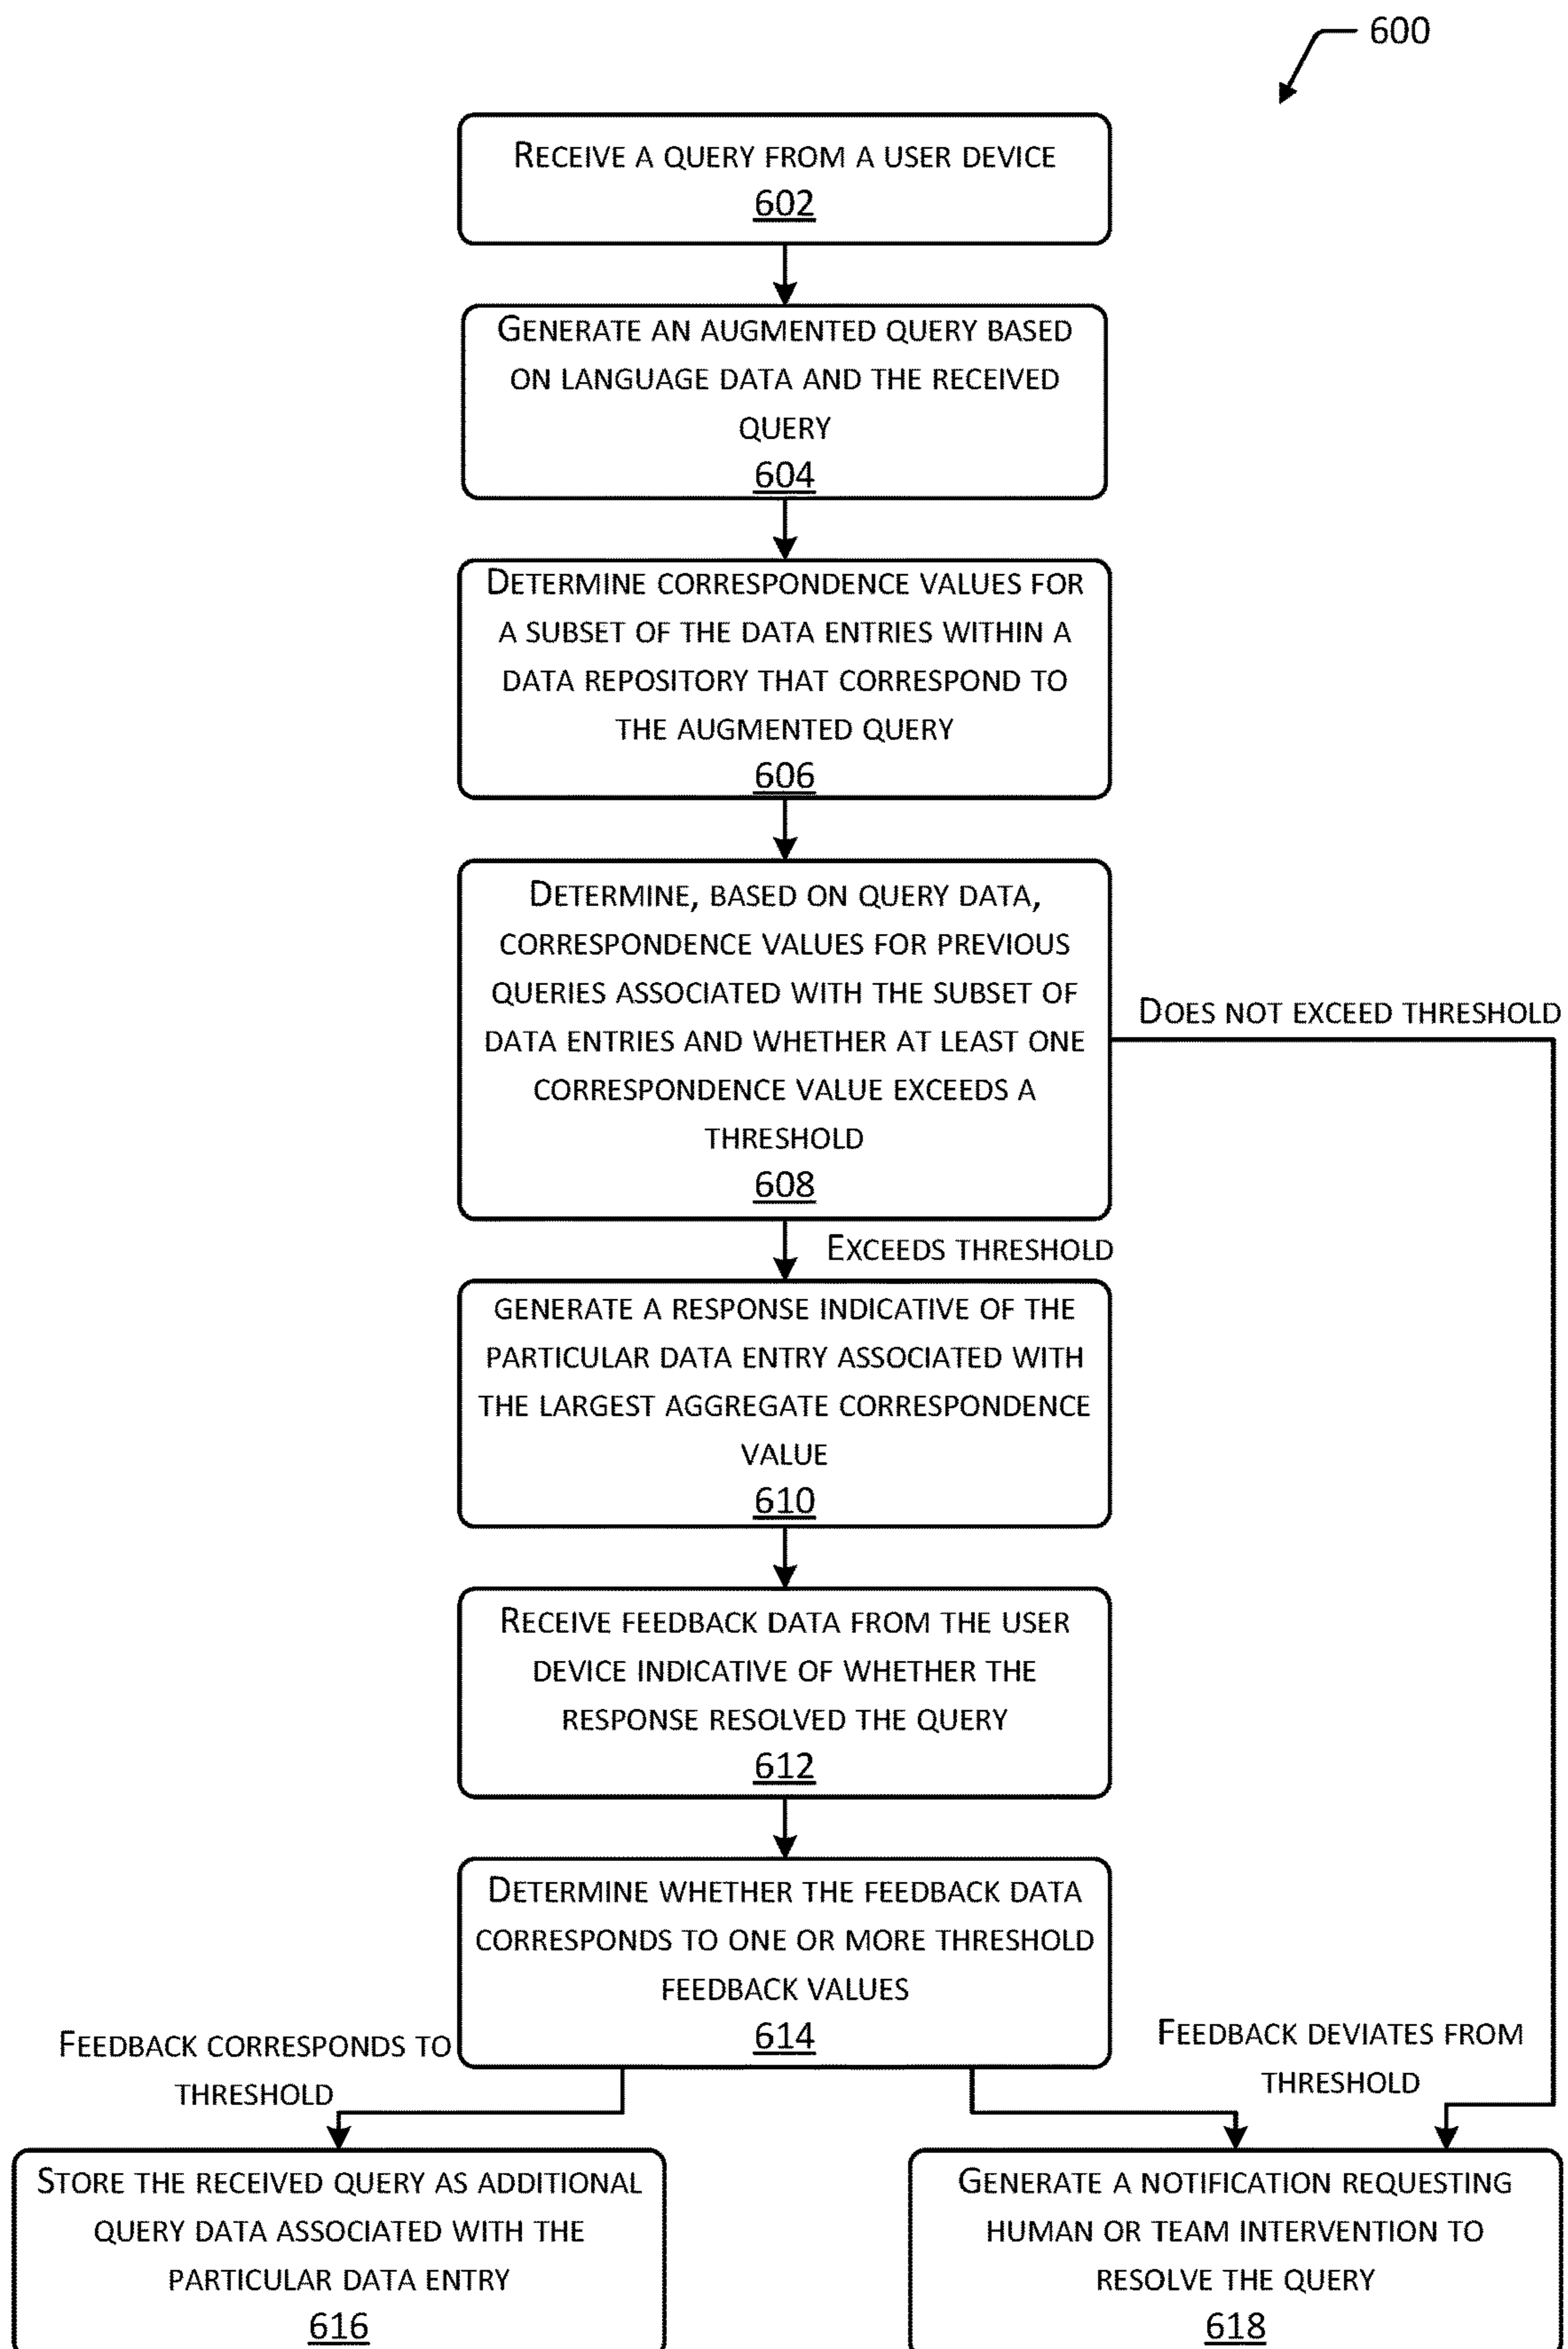 600
RECEIVE A QUERY FROM A USER DEVICE
602
GENERATE AN AUGMENTED QUERY BASED
ON LANGUAGE DATA AND THE RECEIVED
QUERY
604
DETERMINE CORRESPONDENCE VALUES FOR
A SUBSET OF THE DATA ENTRIES WITHIN A
DATA REPOSITORY THAT CORRESPOND TO
THE AUGMENTED QUERY
606
DETERMINE, BASED ON QUERY DATA,
CORRESPONDENCE VALUES FOR PREVIOUS
QUERIES ASSOCIATED WITH THE SUBSET OF
DATA ENTRIES AND WHETHER AT LEAST ONE
CORRESPONDENCE VALUE EXCEEDS A
THRESHOLD
608
DOES NOT EXCEED THRESHOLD
EXCEEDS THRESHOLD
GENERATE A RESPONSE INDICATIVE OF THE
PARTICULAR DATA ENTRY ASSOCIATED WITH
THE LARGEST AGGREGATE CORRESPONDENCE
VALUE
610
RECEIVE FEEDBACK DATA FROM THE USER
DEVICE INDICATIVE OF WHETHER THE
RESPONSE RESOLVED THE QUERY
612
DETERMINE WHETHER THE FEEDBACK DATA
CORRESPONDS TO ONE OR MORE THRESHOLD
FEEDBACK VALUES
614
FEEDBACK CORRESPONDS TO
THRESHOLD
FEEDBACK DEVIATES FROM
THRESHOLD
STORE THE RECEIVED QUERY AS ADDITIONAL
QUERY DATA ASSOCIATED WITH THE
PARTICULAR DATA ENTRY
616
GENERATE A NOTIFICATION REQUESTING
HUMAN OR TEAM INTERVENTION TO
RESOLVE THE QUERY
618